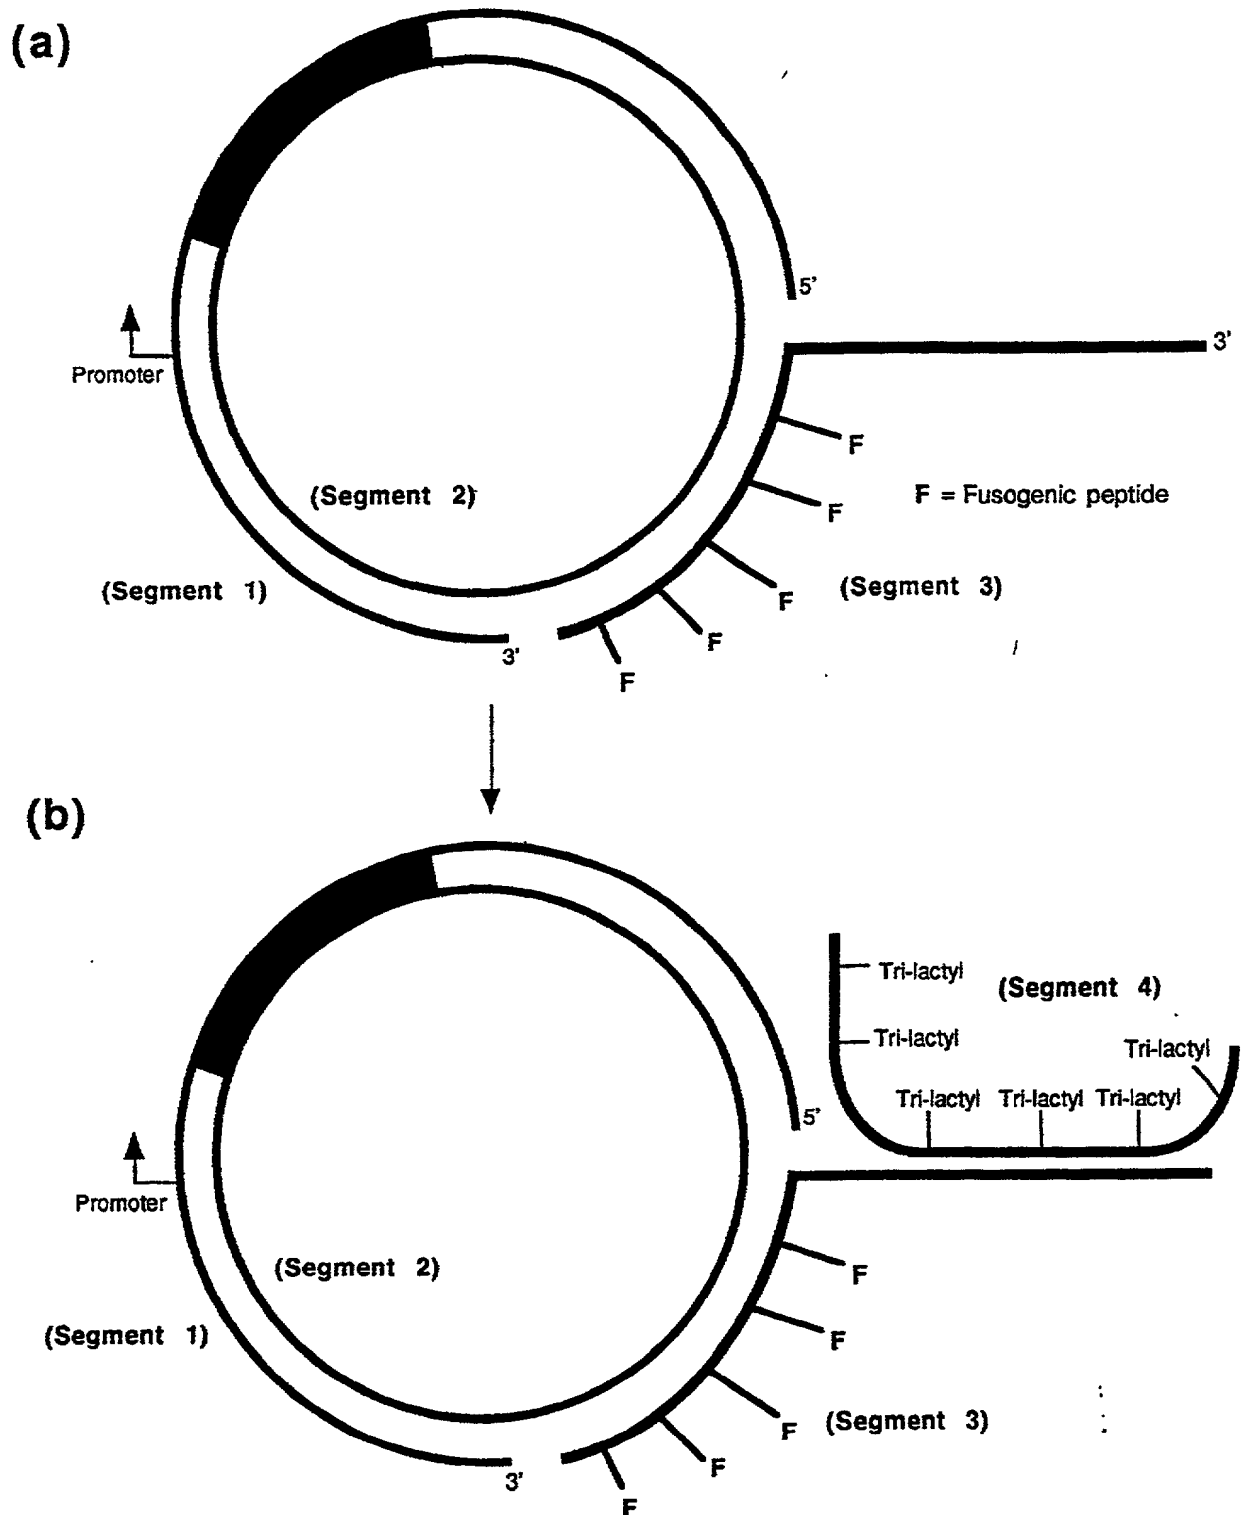 (a)
5'
3'
Promoter
F
(Segment 2)
F
F = Fusogenic peptide
(Segment 1)
F
(Segment 3)
F
3'
F
(b)
Tri-lactyl
(Segment 4)
Tri-lactyl
Tri-lactyl
Tri-lactyl Tri-lactyl Tri-lactyl
5'
Promoter
(Segment 2)
F
(Segment 1)
F
F
(Segment 3)
F
3'
F